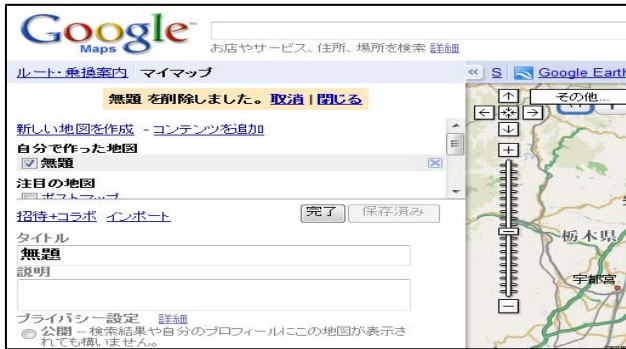 Google
Maps
お店やサービス、住所、場所を検索 詳細
ルート・乗換案内 マイマップ
« S Google Earth
無題 を削除しました。 取消 | 閉じる
その他...
新しい地図を作成 - コンテンツを追加
自分で作った地図
無題
注目の地図
ポストマップ
招待+コラボ インポート 完了 保存済み
タイトル
無題
栃木県
説明
宇都宮
プライバシー設定 詳細
公開 – 検索結果や自分のプロフィールにこの地図が表示さ
れても構いません。